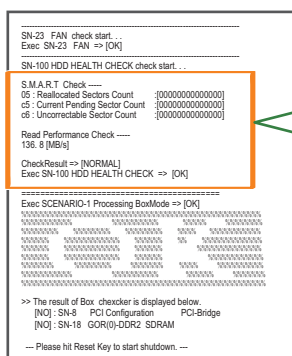 SN-23 FAN check start. . .
Exec SN-23 FAN => [OK]
SN-100 HDD HEALTH CHECK check start. . .
S.M.A.R.T Check -----
05 : Reallocated Sectors Count :[00000000000000]
c5 : Current Pending Sector Count :[00000000000000]
c6 : Uncorrectable Sector Count :[00000000000000]
Read Performance Check -----
136. 8 [MB/s]
CheckResult => [NORMAL]
Exec SN-100 HDD HEALTH CHECK => [OK]
Exec SCENARIO-1 Processing BoxMode => [OK]
>> The result of Box chexcker is displayed below.
[NO] : SN-8 PCI Configuration PCI-Bridge
[NO] : SN-18 GOR(0)-DDR2 SDRAM
--- Please hit Reset Key to start shutdown. ---